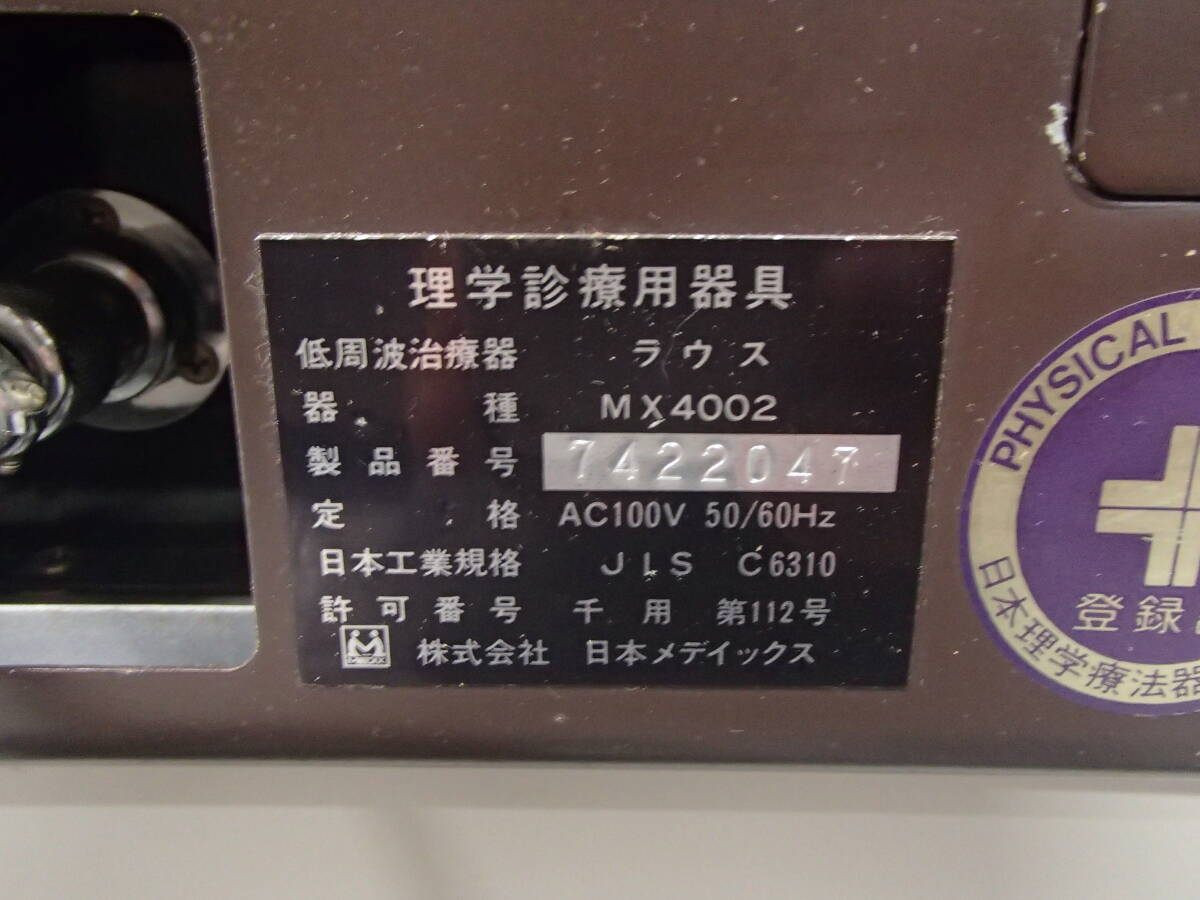 理学診療用器具
低周波治療器 ラウス
器種 MX4002
製品番号 7422047
定格 AC100V 50/60Hz
日本工業規格 JIS C6310
許可番号 千用 第112号
株式会社 日本メディックス
PHYSICAL
登録
日本理学療法器